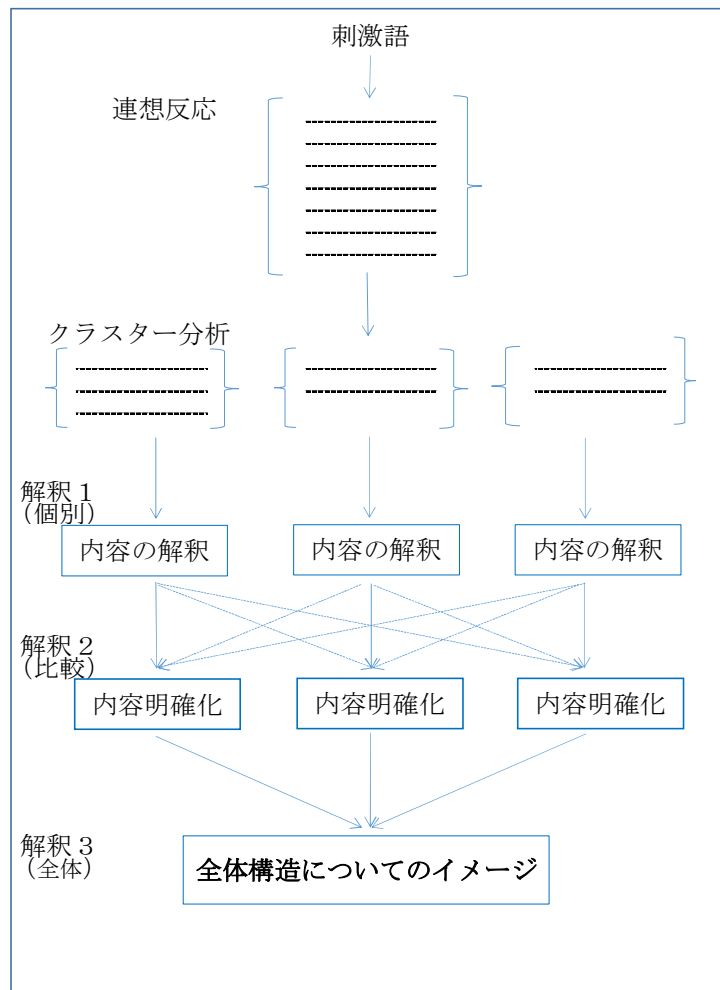 刺激語
連想反応
クラスター分析
解釈１
（個別）
内容の解釈 内容の解釈 内容の解釈
解釈２
（比較）
内容明確化 内容明確化 内容明確化
解釈３
（全体）
全体構造についてのイメージ